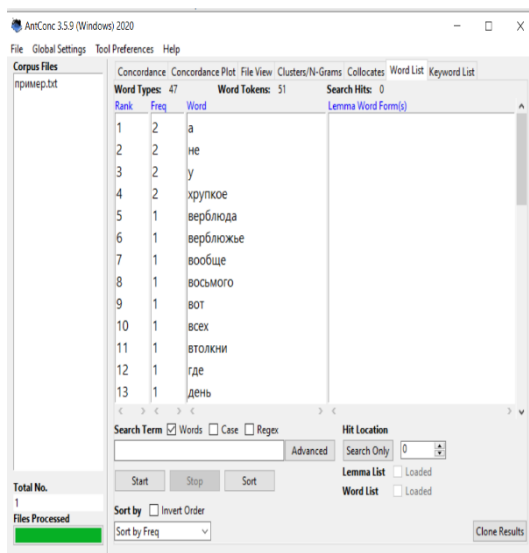 AntConc 3.5.9 (Windows) 2020
File Global Settings Tool Preferences Help
Corpus Files
пример.txt
Concordance Concordance Plot File View Clusters/N-Grams Collocates Word List Keyword List
Word Types: 47 Word Tokens: 51 Search Hits: 0
Rank Freq Word Lemma Word Form(s)
1 2 а
2 2 не
3 2 у
4 2 хрупкое
5 1 верблюда
6 1 верблюжье
7 1 вообще
8 1 восьмого
9 1 вот
10 1 всех
11 1 втолкни
12 1 где
13 1 день
Search Term Words Case Regex Hit Location
Advanced Search Only 0
Start Stop Sort Lemma List Loaded
Word List Loaded
Total No.
1
Files Processed
Sort by Invert Order
Sort by Freq Clone Results